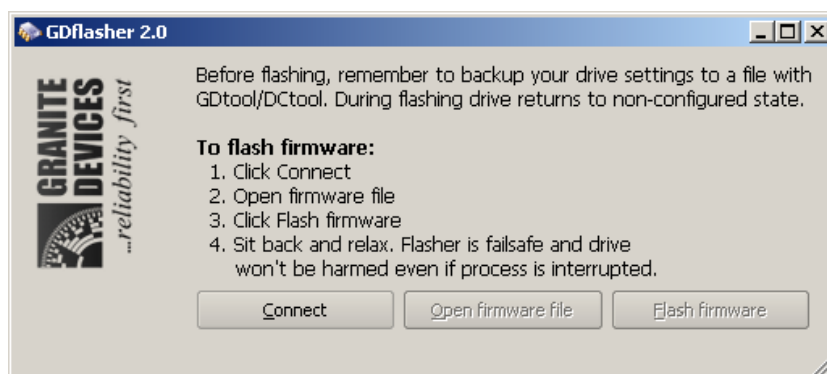 GDflasher 2.0
GRANITE
DEVICES
...reliability first
Before flashing, remember to backup your drive settings to a file with
GDtool/DCtool. During flashing drive returns to non-configured state.
To flash firmware:
1. Click Connect
2. Open firmware file
3. Click Flash firmware
4. Sit back and relax. Flasher is failsafe and drive
won't be harmed even if process is interrupted.
Connect
Open firmware file
Flash firmware